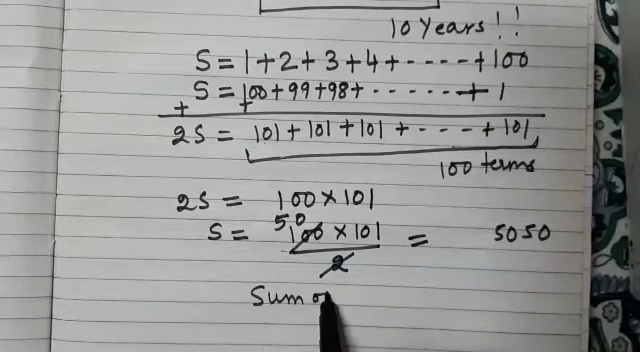 10 Years!!
S = 1 + 2 + 3 + 4 + - - - - + 100
S = 100 + 99 + 98 + - - - - - - + 1
+ +
2S = 101 + 101 + 101 + - - - - + 101
100 terms
2S = 100 × 101
50
S = 100 × 101 = 5050
2
Sum o